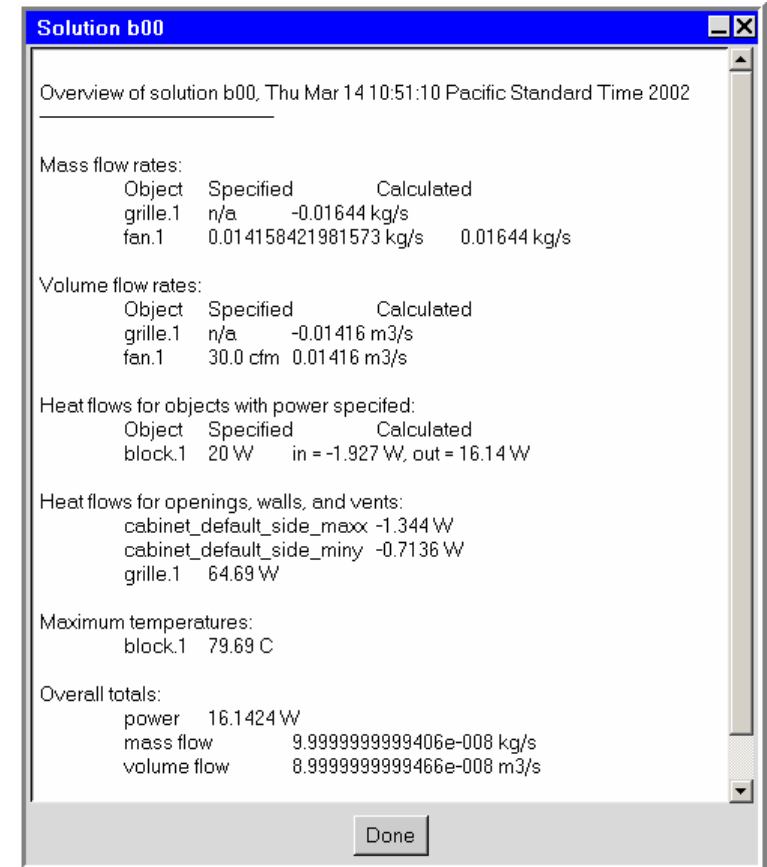 Solution b00
Overview of solution b00, Thu Mar 14 10:51:10 Pacific Standard Time 2002
Mass flow rates:
Object Specified Calculated
grille.1 n/a -0.01644 kg/s
fan.1 0.014158421981573 kg/s 0.01644 kg/s
Volume flow rates:
Object Specified Calculated
grille.1 n/a -0.01416 m3/s
fan.1 30.0 cfm 0.01416 m3/s
Heat flows for objects with power specifed:
Object Specified Calculated
block.1 20 W in = -1.927 W, out = 16.14 W
Heat flows for openings, walls, and vents:
cabinet_default_side_maxx -1.344 W
cabinet_default_side_miny -0.7136 W
grille.1 64.69 W
Maximum temperatures:
block.1 79.69 C
Overall totals:
power 16.1424 W
mass flow 9.9999999999406e-008 kg/s
volume flow 8.9999999999466e-008 m3/s
Done